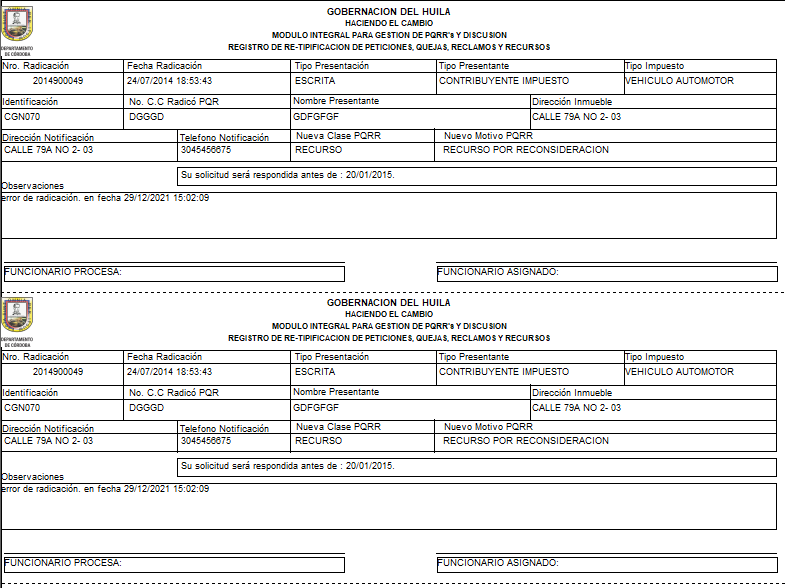 GOBERNACION DEL HUILA
HACIENDO EL CAMBIO
MODULO INTEGRAL PARA GESTION DE PQRR's Y DISCUSION
REGISTRO DE RE-TIPIFICACION DE PETICIONES, QUEJAS, RECLAMOS Y RECURSOS
DEPARTAMENTO
DE CÓRDOBA
Nro. Radicación Fecha Radicación Tipo Presentación Tipo Presentante Tipo Impuesto
2014900049 24/07/2014 18:53:43 ESCRITA CONTRIBUYENTE IMPUESTO VEHICULO AUTOMOTOR
Identificación No. C.C Radicó PQR Nombre Presentante Dirección Inmueble
CGN070 DGGGD GDFGFGF CALLE 79A NO 2- 03
Dirección Notificación Telefono Notificación Nueva Clase PQRR Nuevo Motivo PQRR
CALLE 79A NO 2- 03 3045456675 RECURSO RECURSO POR RECONSIDERACION
Su solicitud será respondida antes de : 20/01/2015.
Observaciones
error de radicación. en fecha 29/12/2021 15:02:09
FUNCIONARIO PROCESA: FUNCIONARIO ASIGNADO:
GOBERNACION DEL HUILA
HACIENDO EL CAMBIO
MODULO INTEGRAL PARA GESTION DE PQRR's Y DISCUSION
REGISTRO DE RE-TIPIFICACION DE PETICIONES, QUEJAS, RECLAMOS Y RECURSOS
DEPARTAMENTO
DE CÓRDOBA
Nro. Radicación Fecha Radicación Tipo Presentación Tipo Presentante Tipo Impuesto
2014900049 24/07/2014 18:53:43 ESCRITA CONTRIBUYENTE IMPUESTO VEHICULO AUTOMOTOR
Identificación No. C.C Radicó PQR Nombre Presentante Dirección Inmueble
CGN070 DGGGD GDFGFGF CALLE 79A NO 2- 03
Dirección Notificación Telefono Notificación Nueva Clase PQRR Nuevo Motivo PQRR
CALLE 79A NO 2- 03 3045456675 RECURSO RECURSO POR RECONSIDERACION
Su solicitud será respondida antes de : 20/01/2015.
Observaciones
error de radicación. en fecha 29/12/2021 15:02:09
FUNCIONARIO PROCESA: FUNCIONARIO ASIGNADO: